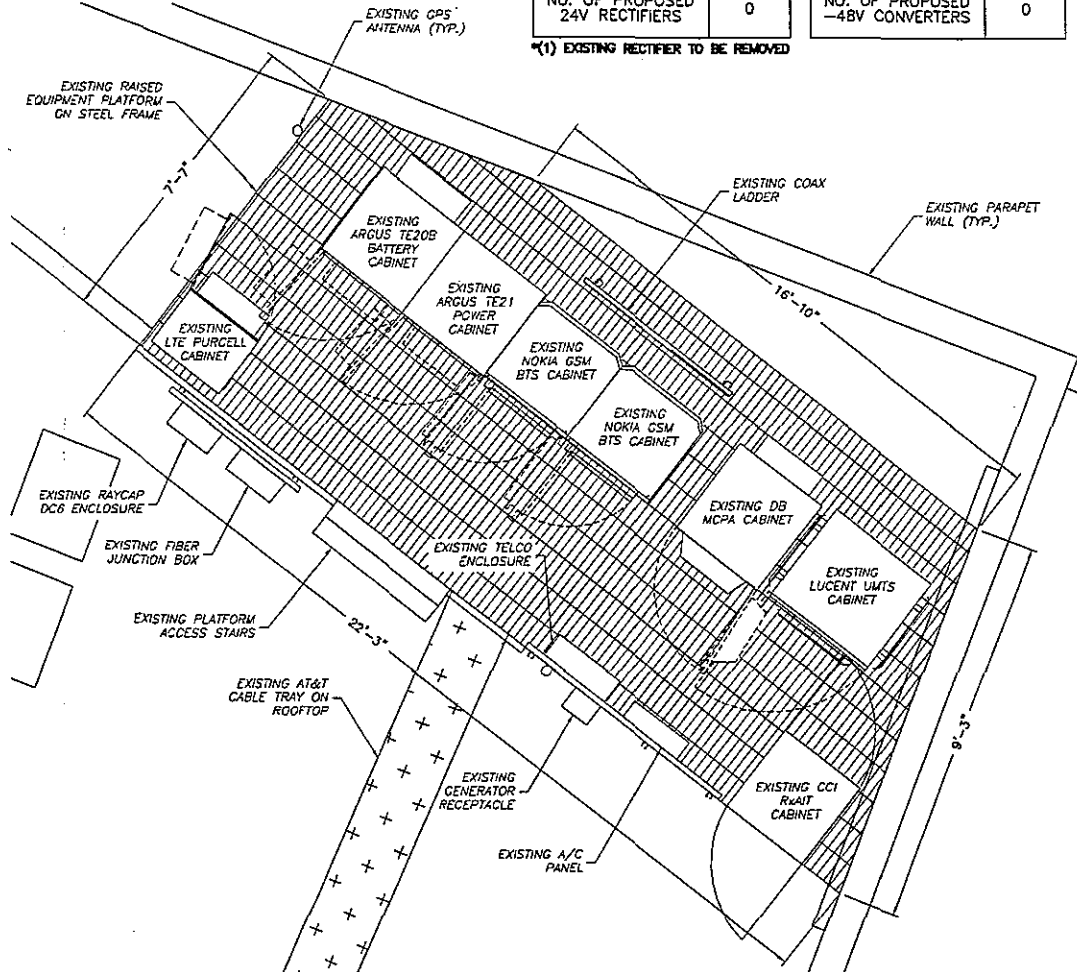 NO. OF PROPOSED
24V RECTIFIERS
0
NO. OF PROPOSED
-48V CONVERTERS
0
*(1) EXISTING RECTIFIER TO BE REMOVED
EXISTING GPS
ANTENNA (TYP.)
EXISTING RAISED
EQUIPMENT PLATFORM
ON STEEL FRAME
7'-7"
EXISTING COAX
LADDER
EXISTING PARAPET
WALL (TYP.)
16'-10"
EXISTING
ARGUS TE20B
BATTERY
CABINET
EXISTING
ARGUS TE21
POWER
CABINET
EXISTING
NOKIA GSM
BTS CABINET
EXISTING
NOKIA GSM
BTS CABINET
EXISTING
LTE PURCELL
CABINET
EXISTING DB
MCPA CABINET
EXISTING
LUCENT UMTS
CABINET
EXISTING RAYCAP
DC6 ENCLOSURE
EXISTING FIBER
JUNCTION BOX
EXISTING TELCO
ENCLOSURE
EXISTING PLATFORM
ACCESS STAIRS
22'-3"
EXISTING AT&T
CABLE TRAY ON
ROOFTOP
9'-3"
EXISTING
GENERATOR
RECEPTACLE
EXISTING CCI
RxAIT
CABINET
EXISTING A/C
PANEL